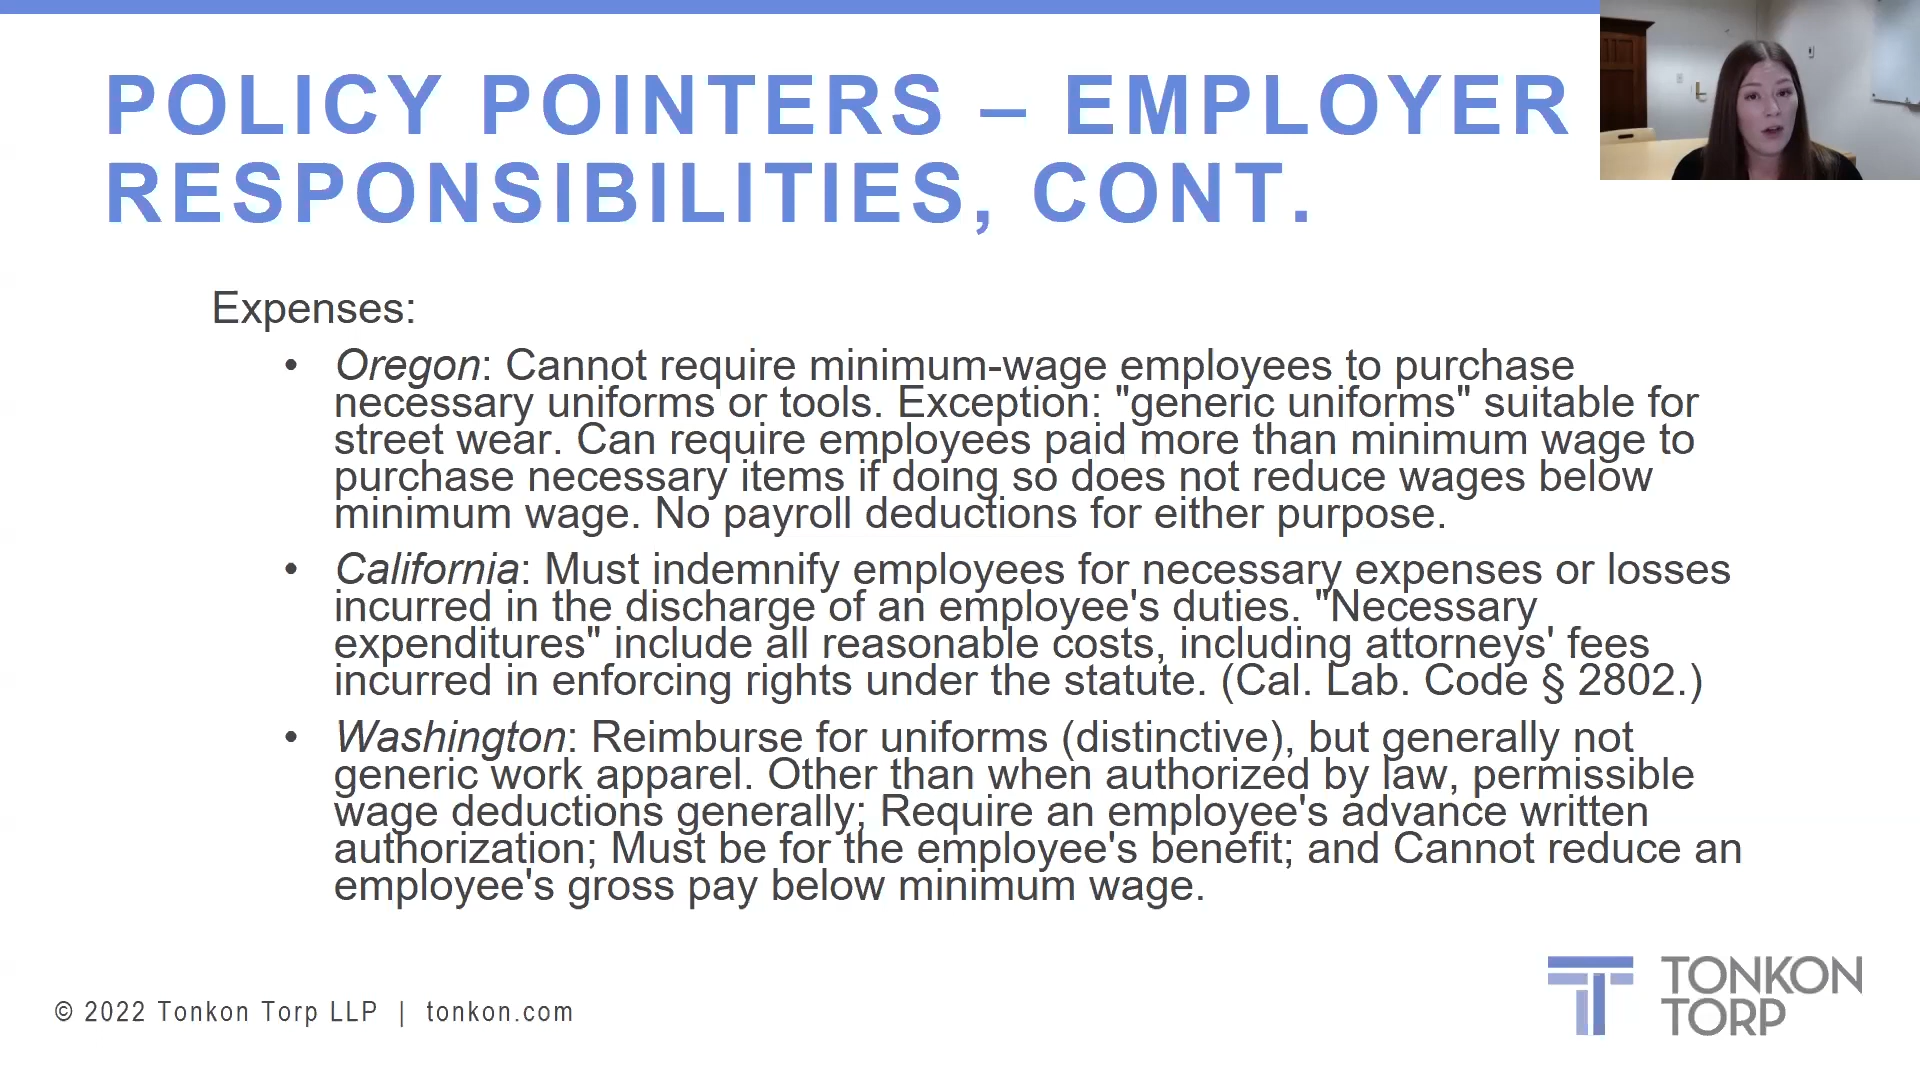 POLICY POINTERS – EMPLOYER
RESPONSIBILITIES, CONT.
Expenses:
• Oregon: Cannot require minimum-wage employees to purchase
necessary uniforms or tools. Exception: "generic uniforms" suitable for
street wear. Can require employees paid more than minimum wage to
purchase necessary items if doing so does not reduce wages below
minimum wage. No payroll deductions for either purpose.
• California: Must indemnify employees for necessary expenses or losses
incurred in the discharge of an employee's duties. "Necessary
expenditures" include all reasonable costs, including attorneys' fees
incurred in enforcing rights under the statute. (Cal. Lab. Code § 2802.)
• Washington: Reimburse for uniforms (distinctive), but generally not
generic work apparel. Other than when authorized by law, permissible
wage deductions generally; Require an employee's advance written
authorization; Must be for the employee's benefit; and Cannot reduce an
employee's gross pay below minimum wage.
© 2022 Tonkon Torp LLP | tonkon.com
TONKON
TORP